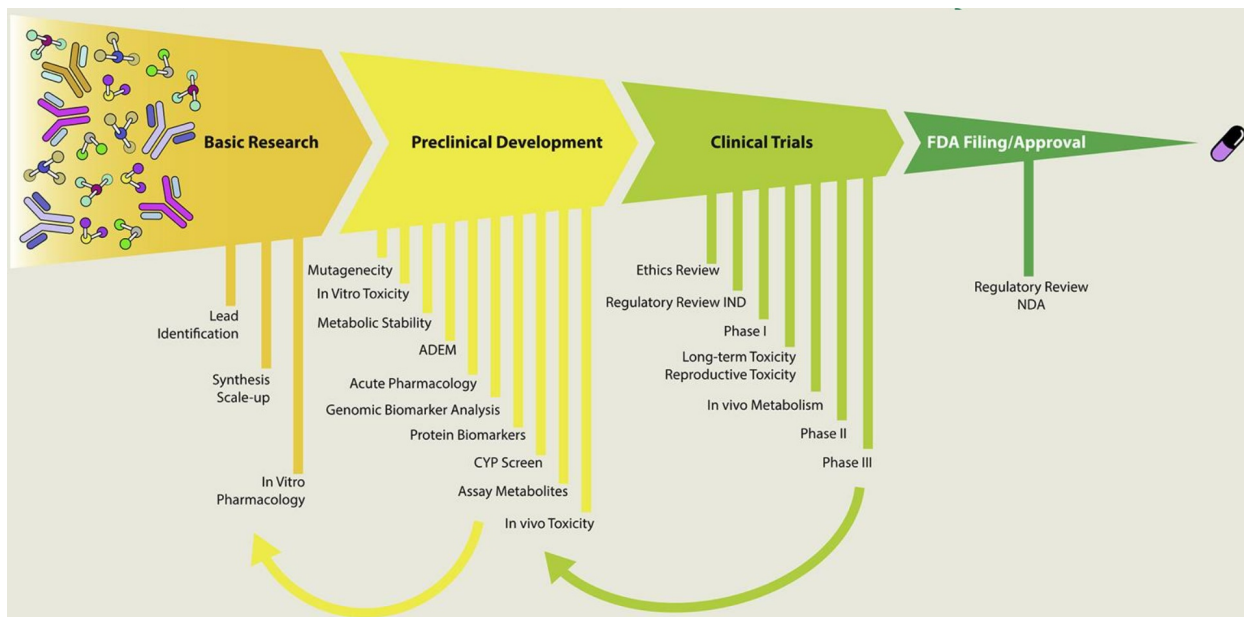 Basic Research
Preclinical Development
Clinical Trials
FDA Filing/Approval
Lead
Identification
Synthesis
Scale-up
In Vitro
Pharmacology
Mutagenecity
In Vitro Toxicity
Metabolic Stability
ADEM
Acute Pharmacology
Genomic Biomarker Analysis
Protein Biomarkers
CYP Screen
Assay Metabolites
In vivo Toxicity
Ethics Review
Regulatory Review IND
Phase I
Long-term Toxicity
Reproductive Toxicity
In vivo Metabolism
Phase II
Phase III
Regulatory Review
NDA